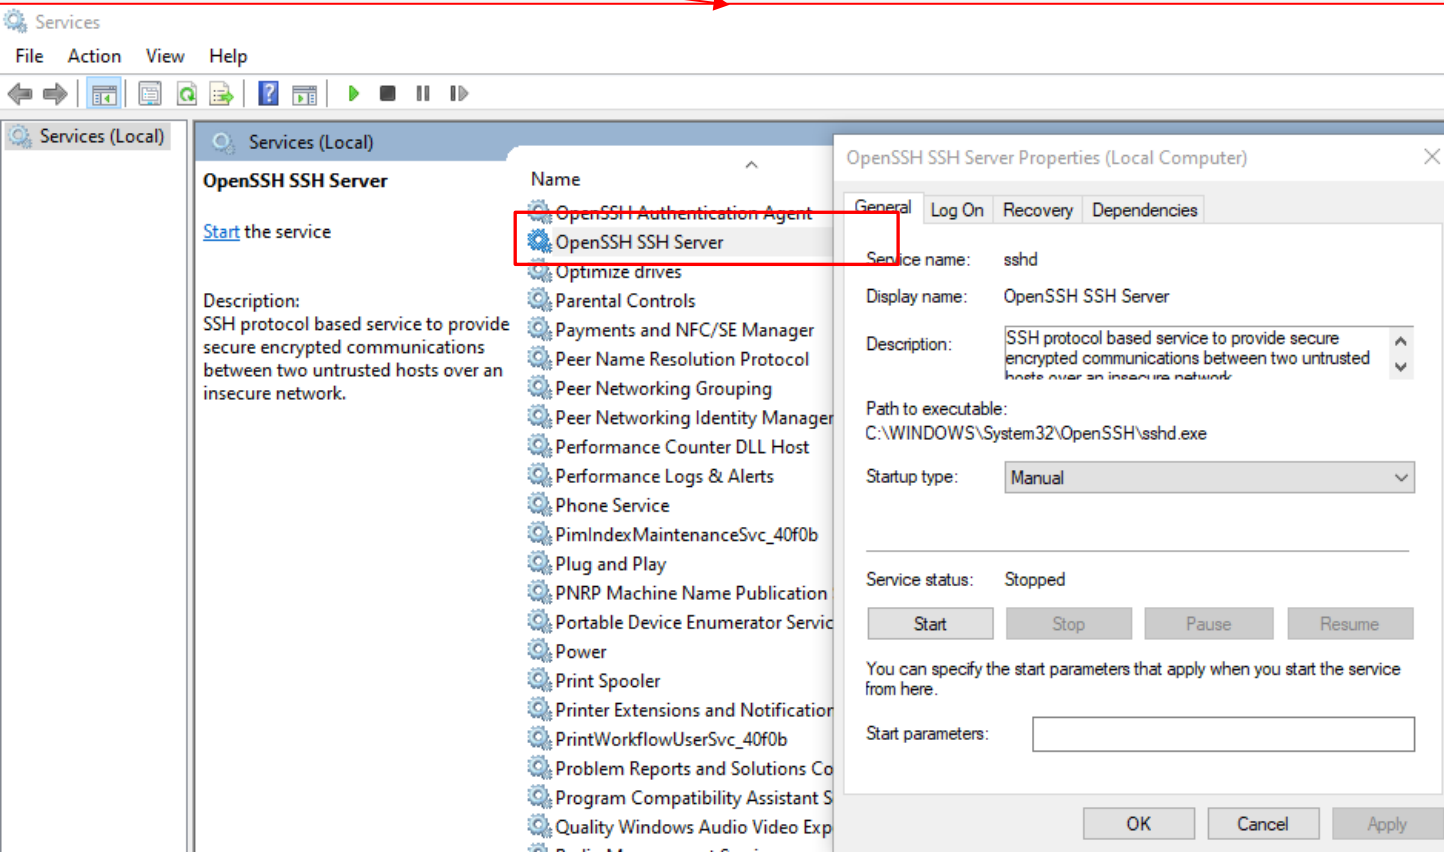 Services
File Action View Help
Services (Local)
Services (Local)
OpenSSH SSH Server
Start the service
Description:
SSH protocol based service to provide
secure encrypted communications
between two untrusted hosts over an
insecure network.
Name
OpenSSH Authentication Agent
OpenSSH SSH Server
Optimize drives
Parental Controls
Payments and NFC/SE Manager
Peer Name Resolution Protocol
Peer Networking Grouping
Peer Networking Identity Manager
Performance Counter DLL Host
Performance Logs & Alerts
Phone Service
PimIndexMaintenanceSvc_40f0b
Plug and Play
PNRP Machine Name Publication
Portable Device Enumerator Servic
Power
Print Spooler
Printer Extensions and Notification
PrintWorkflowUserSvc_40f0b
Problem Reports and Solutions Co
Program Compatibility Assistant S
Quality Windows Audio Video Exp
OpenSSH SSH Server Properties (Local Computer)
General Log On Recovery Dependencies
Service name: sshd
Display name: OpenSSH SSH Server
Description: SSH protocol based service to provide secure
encrypted communications between two untrusted
hosts over an insecure network.
Path to executable:
C:\WINDOWS\System32\OpenSSH\sshd.exe
Startup type: Manual
Service status: Stopped
Start Stop Pause Resume
You can specify the start parameters that apply when you start the service
from here.
Start parameters:
OK Cancel Apply